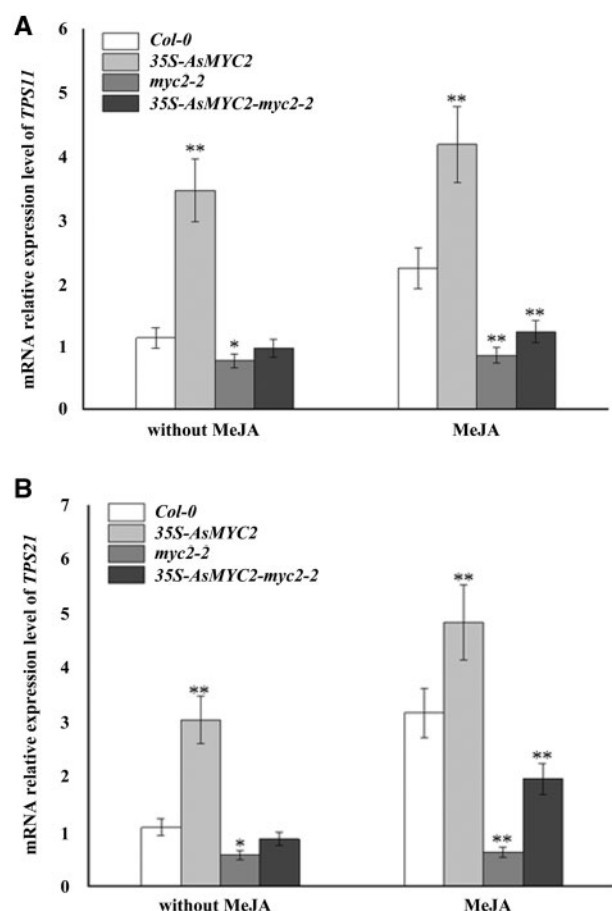 A
mRNA relative expression level of TPS11
6
5
4
3
2
1
0
Col-0
35S-AsMYC2
myc2-2
35S-AsMYC2-myc2-2
**
*
**
**
**
without MeJA
MeJA
B
mRNA relative expression level of TPS21
7
6
5
4
3
2
1
0
Col-0
35S-AsMYC2
myc2-2
35S-AsMYC2-myc2-2
**
*
**
**
**
without MeJA
MeJA